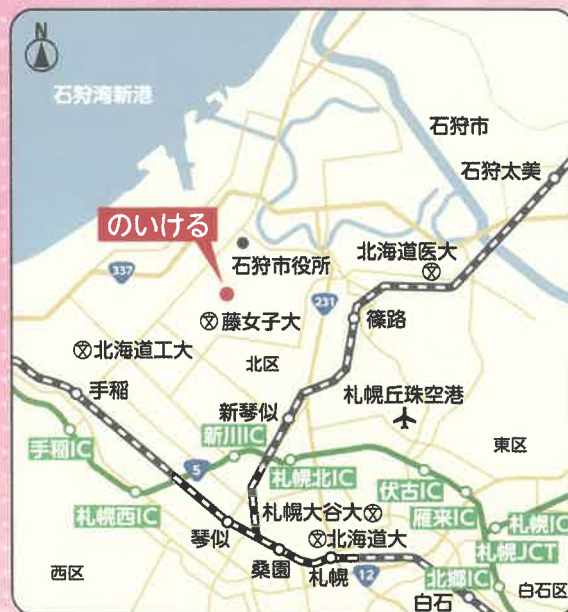 N
石狩湾新港
石狩市
石狩太美
のいける
石狩市役所
北海道医大
337
231
藤女子大
篠路
北海道工大
北区
手稲
札幌丘珠空港
新琴似
手稲IC
新川IC
5
札幌北IC
東区
伏古IC
札幌西IC
札幌大谷大
雁来IC
札幌IC
琴似
北海道大
札幌JCT
桑園
札幌
12
北郷IC
西区
白石
白石区